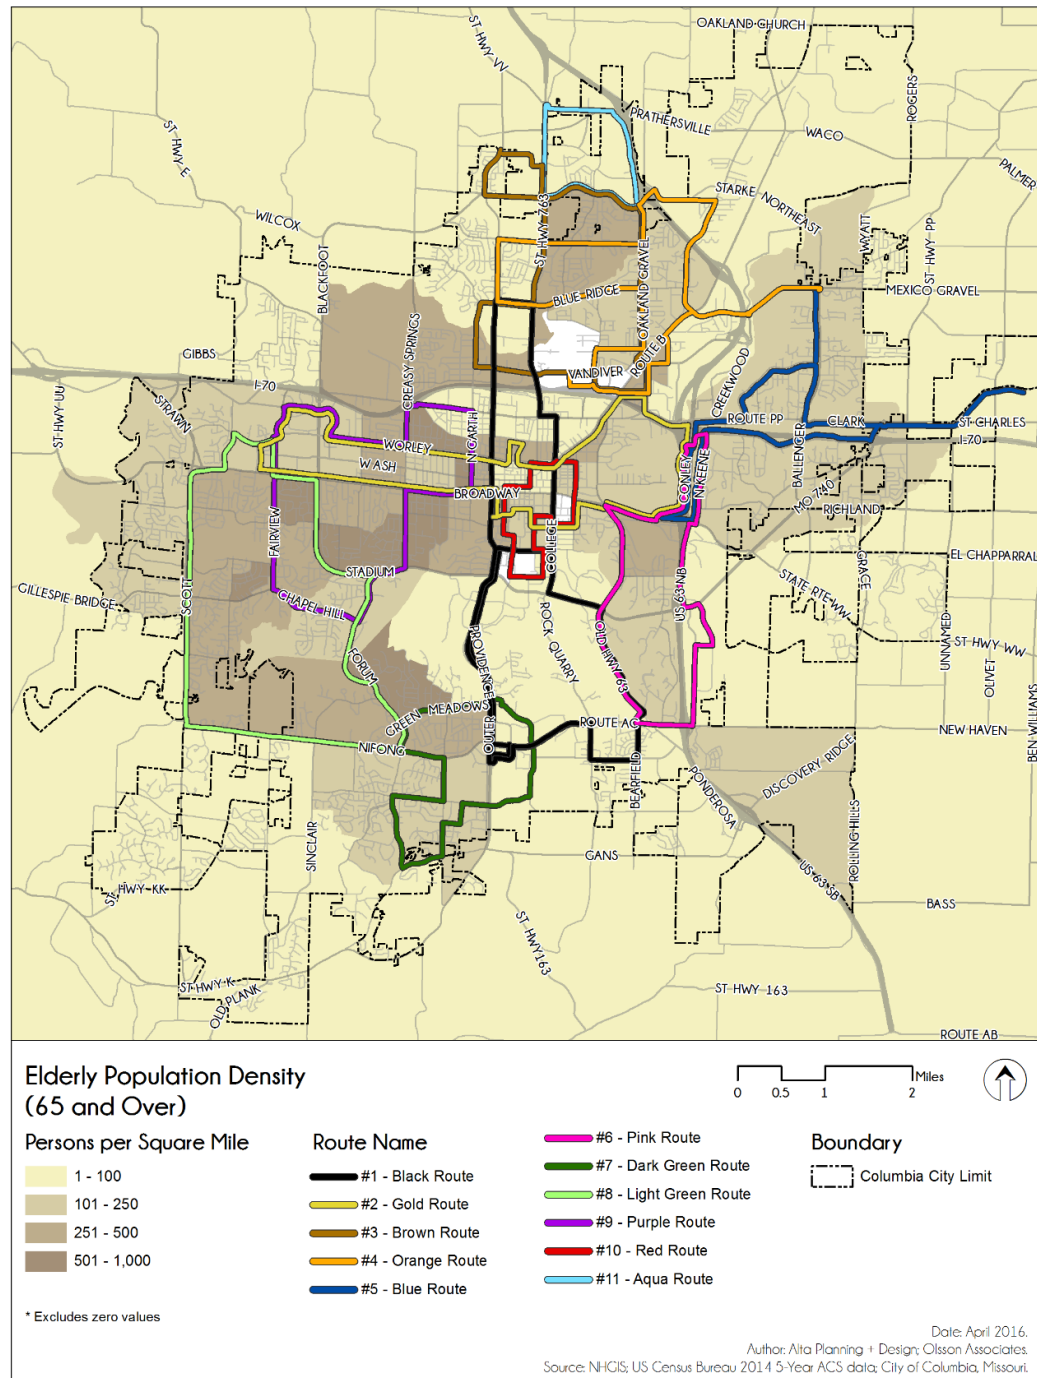 OAKLAND CHURCH
ST HWY VV
ROGERS
PRATHERSVILLE
WACO
ST HWY E
PALMER
STARKE NORTHEAST
WILCOX
ST HWY 763
WYATT
ST HWY PP
BLACKFOOT
OAKLAND GRAVEL
MEXICO GRAVEL
BLUE RIDGE
CREASY SPRINGS
GIBBS
ROUTE B
VANDIVER
CREEKWOOD
I-70
ST HWY UU
STRAWN
N GARTH
ROUTE PP
CLARK
ST CHARLES
I-70
WORLEY
W ASH
CONLEY
N KEENE
BALLENGER
BROADWAY
MO 740
RICHLAND
FAIRVIEW
COLLEGE
EL CHAPPARRAL
STADIUM
GRACE
STATE RTE WW
GILLESPIE BRIDGE
SCOTT
CHAPEL HILL
US 63 NB
ROCK QUARRY
OLD HWY 63
UNNAMED
ST HWY WW
PROVIDENCE
FORUM
OLIVET
GREEN MEADOWS
OUTER
ROUTE AC
NEW HAVEN
BEN WILLIAMS
NIFONG
DISCOVERY RIDGE
BEARFIELD
PONDEROSA
ROLLING HILLS
SINCLAIR
GANS
US 63 SB
ST HWY KK
BASS
ST HWY 163
ST HWY K
OLD PLANK
ST HWY 163
ROUTE AB
Elderly Population Density
(65 and Over)
0 0.5 1 2 Miles
Persons per Square Mile
1 - 100
101 - 250
251 - 500
501 - 1,000
* Excludes zero values
Route Name
#1 - Black Route
#2 - Gold Route
#3 - Brown Route
#4 - Orange Route
#5 - Blue Route
#6 - Pink Route
#7 - Dark Green Route
#8 - Light Green Route
#9 - Purple Route
#10 - Red Route
#11 - Aqua Route
Boundary
Columbia City Limit
Date: April 2016.
Author: Alta Planning + Design; Olsson Associates.
Source: NHGIS; US Census Bureau 2014 5-Year ACS data; City of Columbia, Missouri.